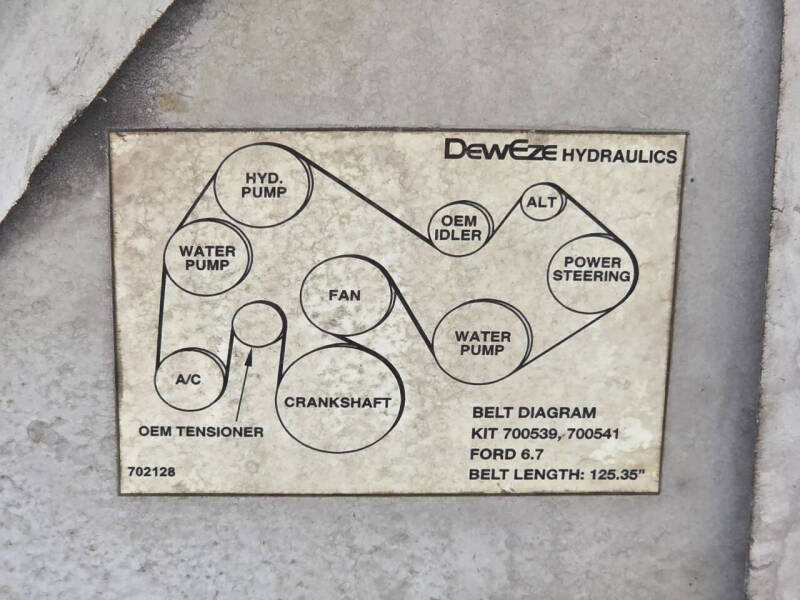 DEWEZE HYDRAULICS
HYD.
PUMP
ALT
OEM
IDLER
WATER
PUMP
POWER
STEERING
FAN
WATER
PUMP
A/C
CRANKSHAFT
OEM TENSIONER
BELT DIAGRAM
KIT 700539, 700541
FORD 6.7
BELT LENGTH: 125.35"
702128